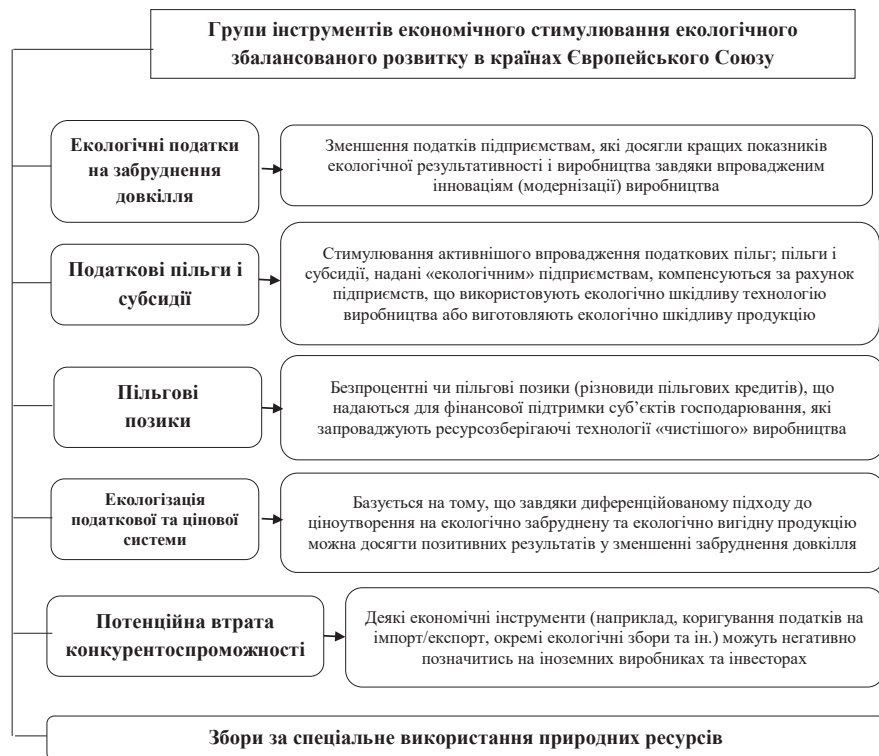 Групи інструментів економічного стимулювання екологічного
збалансованого розвитку в країнах Європейського Союзу
Екологічні податки
на забруднення
довкілля
Зменшення податків підприємствам, які досягли кращих показників
екологічної результативності і виробництва завдяки впровадженим
інноваціям (модернізації) виробництва
Податкові пільги і
субсидії
Стимулювання активнішого впровадження податкових пільг; пільги і
субсидії, надані «екологічним» підприємствам, компенсуються за рахунок
підприємств, що використовують екологічно шкідливу технологію
виробництва або виготовляють екологічно шкідливу продукцію
Пільгові
позики
Безпроцентні чи пільгові позики (різновиди пільгових кредитів), що
надаються для фінансової підтримки суб’єктів господарювання, які
запроваджують ресурсозберігаючі технології «чистішого» виробництва
Екологізація
податкової та цінової
системи
Базується на тому, що завдяки диференційованому підходу до
ціноутворення на екологічно забруднену та екологічно вигідну продукцію
можна досягти позитивних результатів у зменшенні забруднення довкілля
Потенційна втрата
конкурентоспроможності
Деякі економічні інструменти (наприклад, коригування податків на
імпорт/експорт, окремі екологічні збори та ін.) можуть негативно
позначитись на іноземних виробниках та інвесторах
Збори за спеціальне використання природних ресурсів